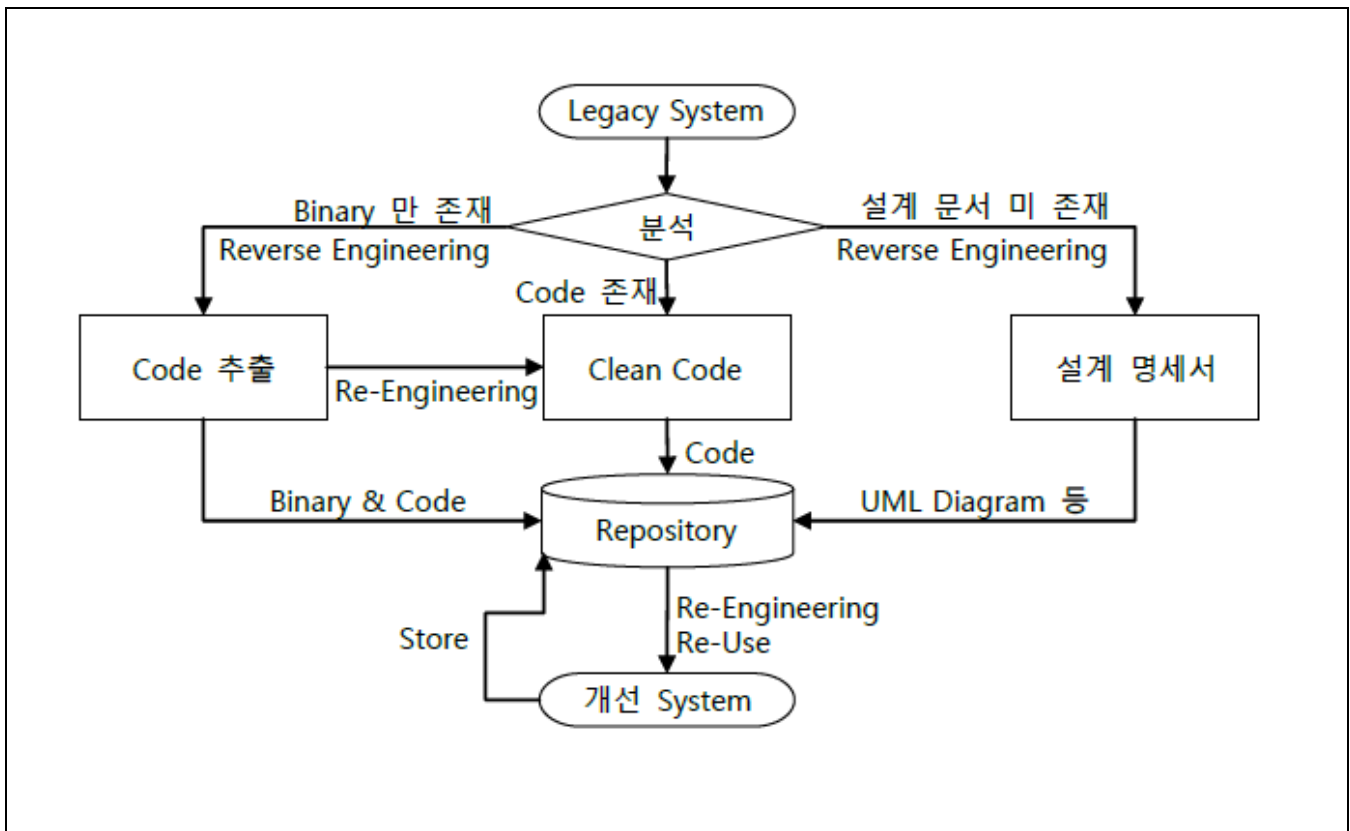 Legacy System
Binary 만 존재
Reverse Engineering
분석
설계 문서 미 존재
Reverse Engineering
Code 존재
Code 추출
Re-Engineering
Clean Code
설계 명세서
Code
Binary & Code
Repository
UML Diagram 등
Re-Engineering
Re-Use
Store
개선 System